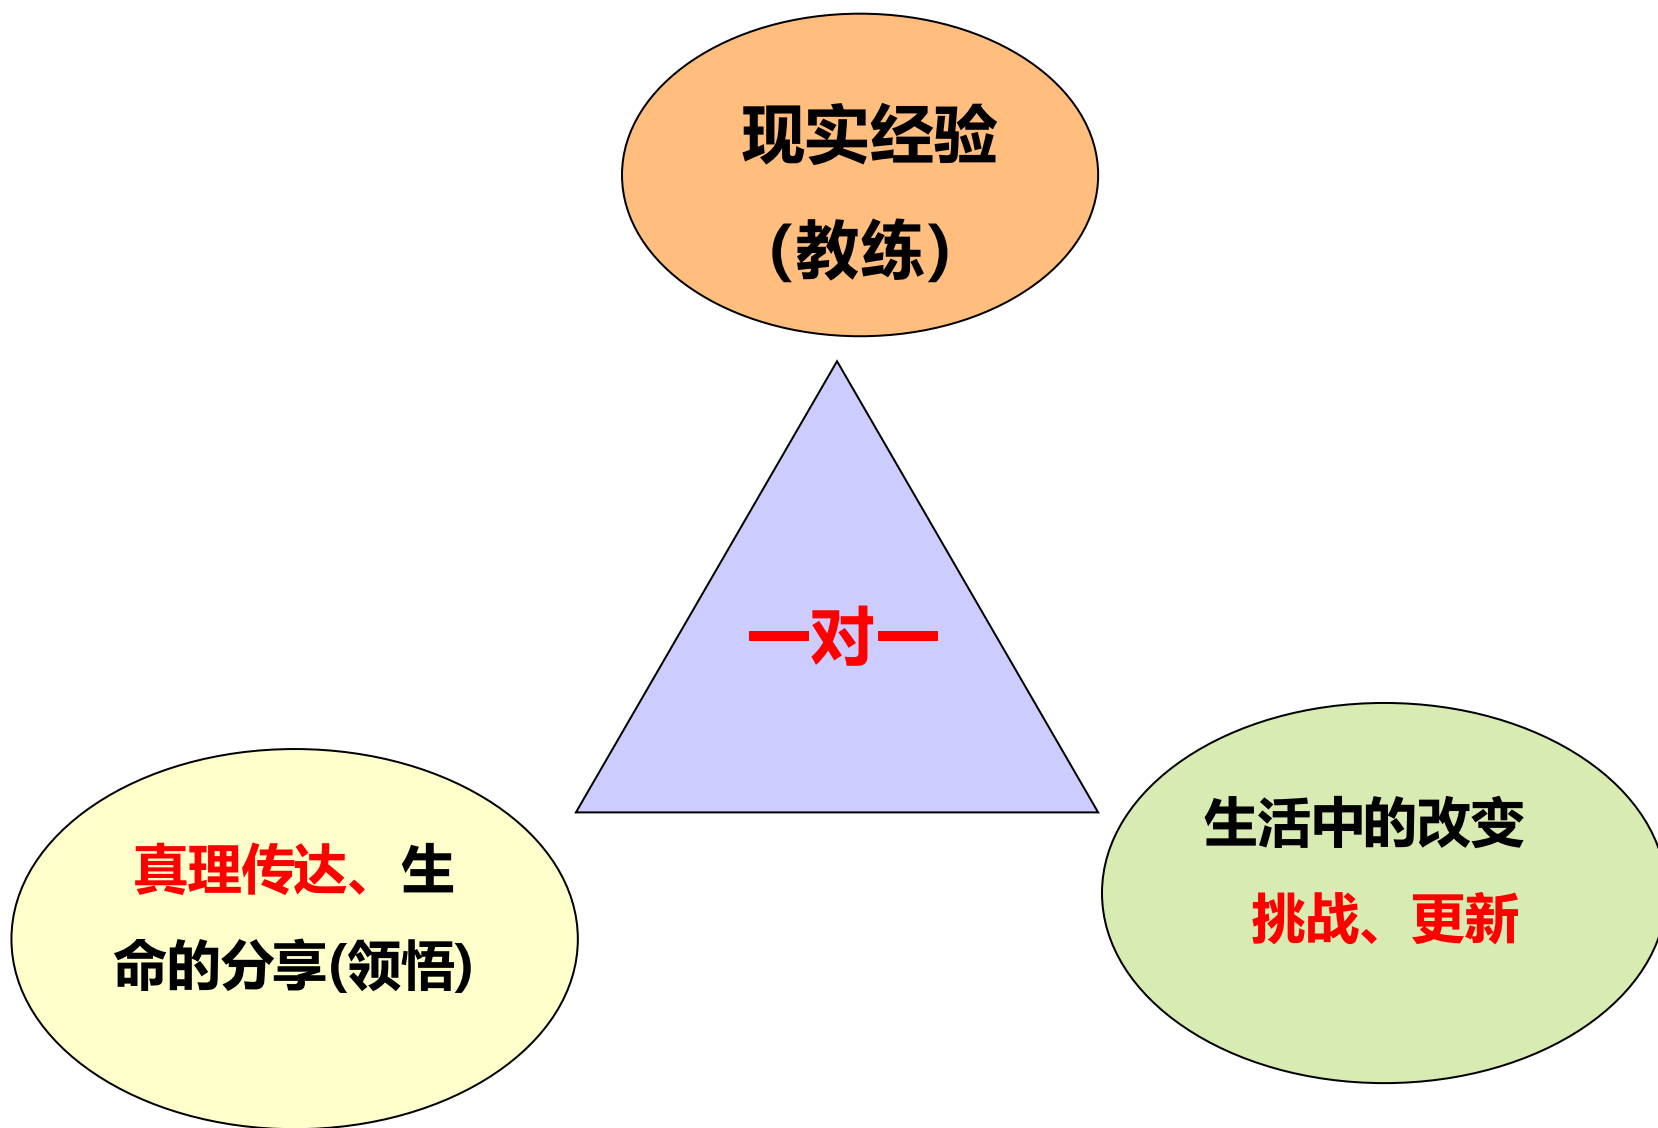 现实经验
（教练）
一对一
真理传达、生
命的分享(领悟)
生活中的改变
挑战、更新